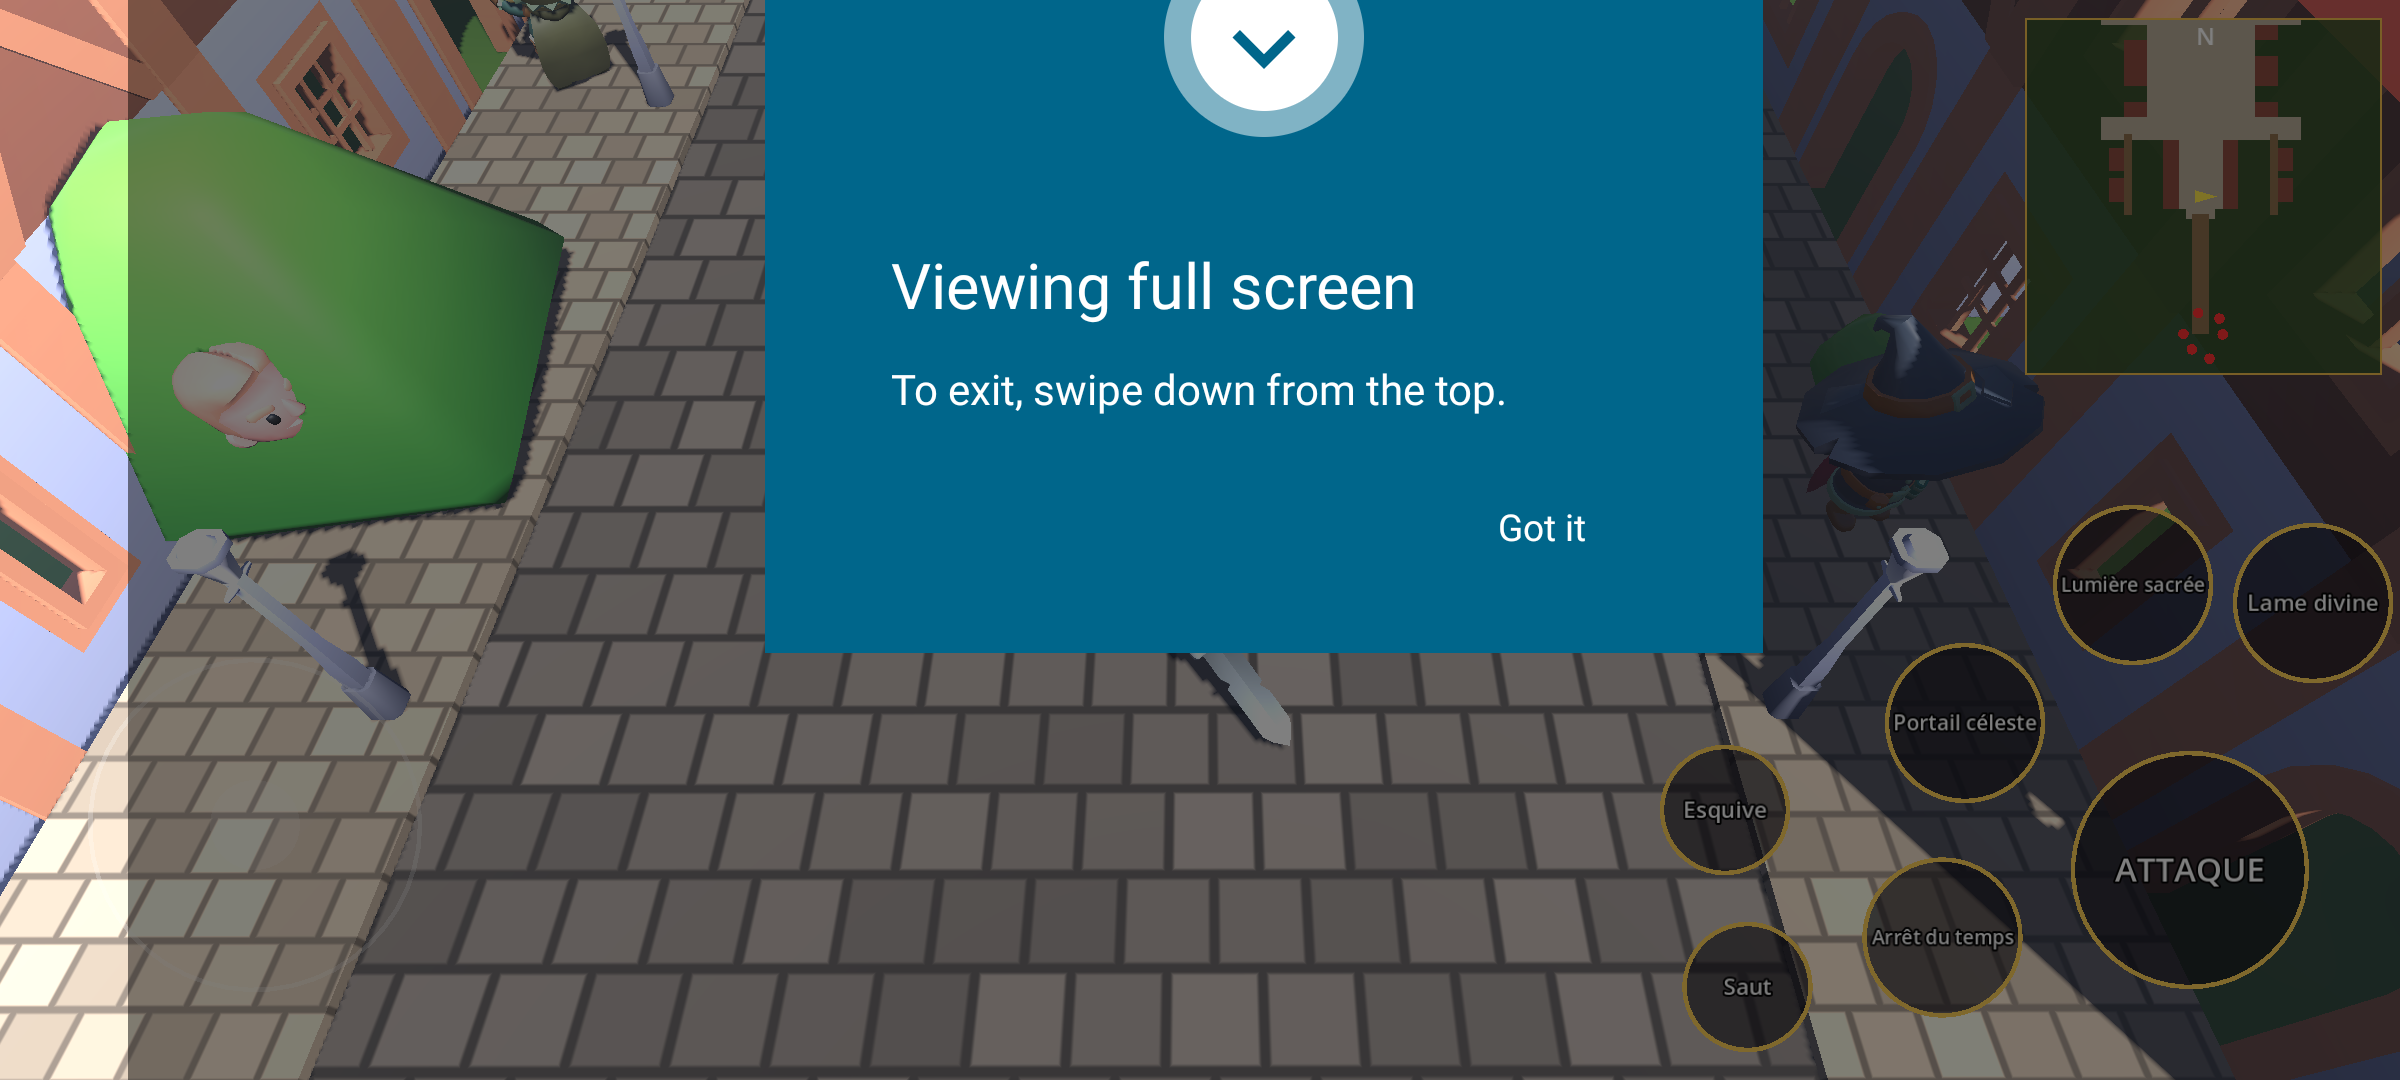 N
Viewing full screen
To exit, swipe down from the top.
Got it
Lumière sacrée
Lame divine
Portail céleste
Esquive
ATTAQUE
Arrêt du temps
Saut